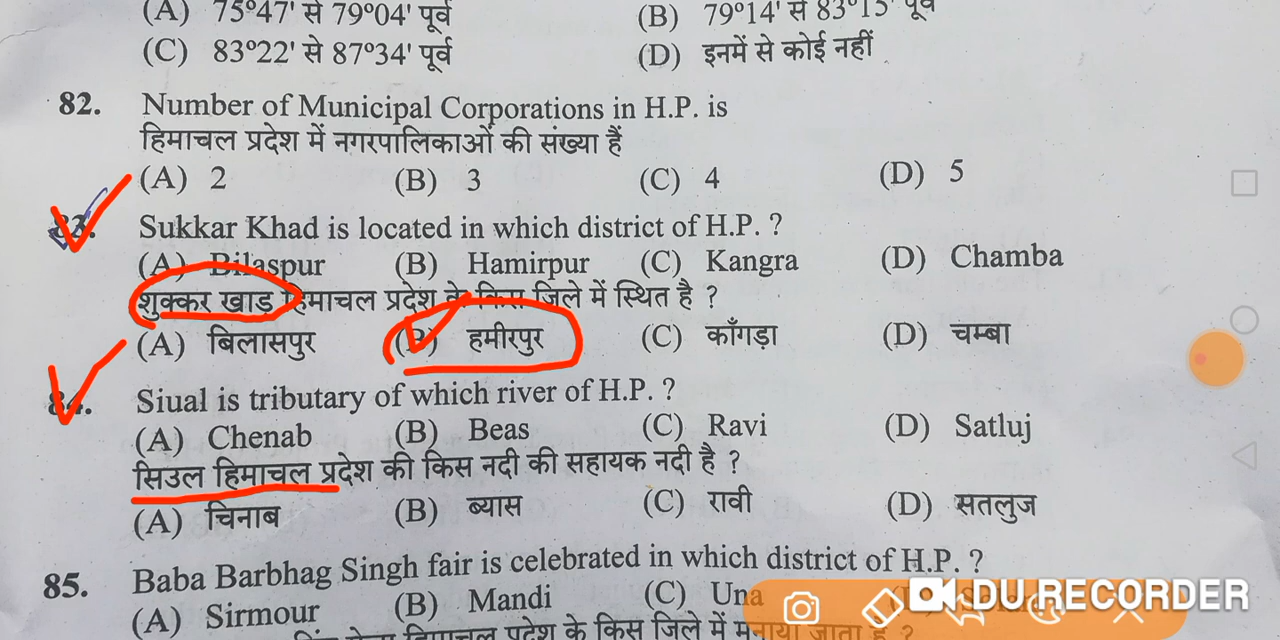 (A) 75°47' से 79°04' पूर्व (B) 79°14' से 83°15' पूर्व
(C) 83°22' से 87°34' पूर्व (D) इनमें से कोई नहीं
82. Number of Municipal Corporations in H.P. is
हिमाचल प्रदेश में नगरपालिकाओं की संख्या हैं
(A) 2 (B) 3 (C) 4 (D) 5
83. Sukkar Khad is located in which district of H.P. ?
(A) Bilaspur (B) Hamirpur (C) Kangra (D) Chamba
शुक्कर खाड हिमाचल प्रदेश के किस जिले में स्थित है ?
(A) बिलासपुर (B) हमीरपुर (C) काँगड़ा (D) चम्बा
84. Siual is tributary of which river of H.P. ?
(A) Chenab (B) Beas (C) Ravi (D) Satluj
सिउल हिमाचल प्रदेश की किस नदी की सहायक नदी है ?
(A) चिनाब (B) ब्यास (C) रावी (D) सतलुज
85. Baba Barbhag Singh fair is celebrated in which district of H.P. ?
(A) Sirmour (B) Mandi (C) Una
हिमाचल प्रदेश के किस जिले में मनाया जाता है ?
DU RECORDER